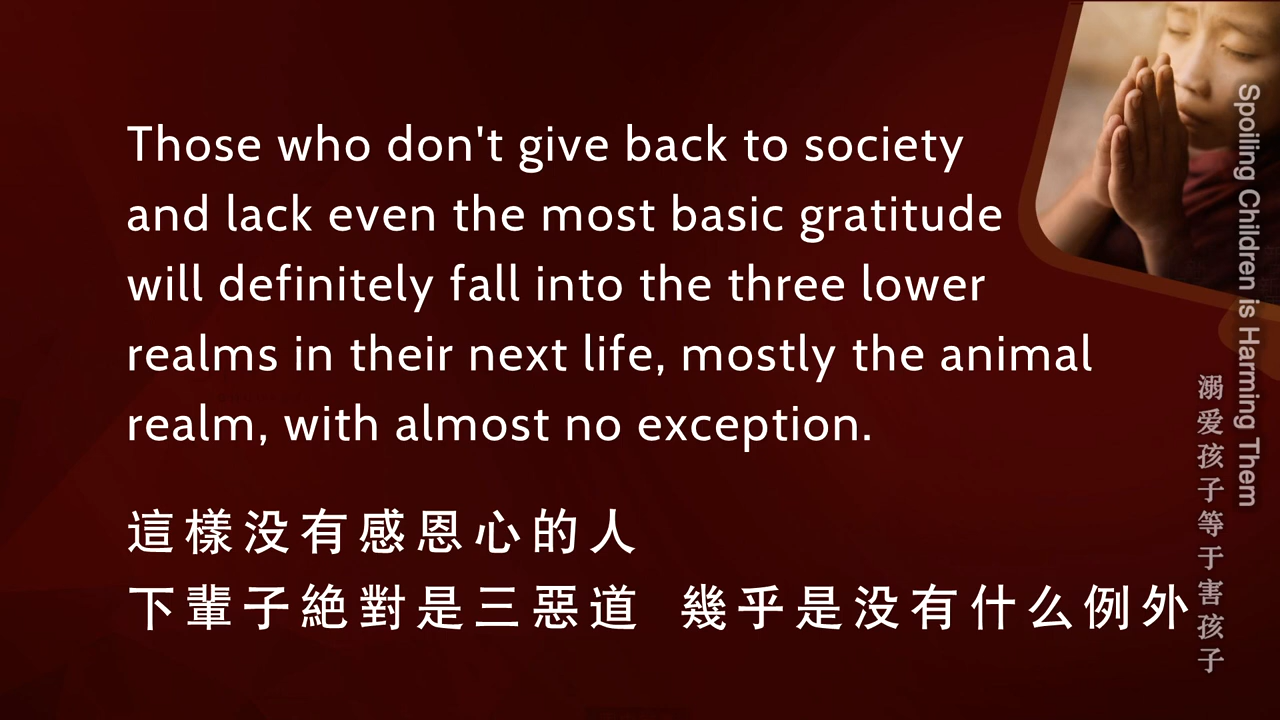 Those who don't give back to society
and lack even the most basic gratitude
will definitely fall into the three lower
realms in their next life, mostly the animal
realm, with almost no exception.
這樣没有感恩心的人
下輩子絶對是三惡道 幾乎是没有什么例外
Spoiling Children is Harming Them
溺爱孩子等于害孩子